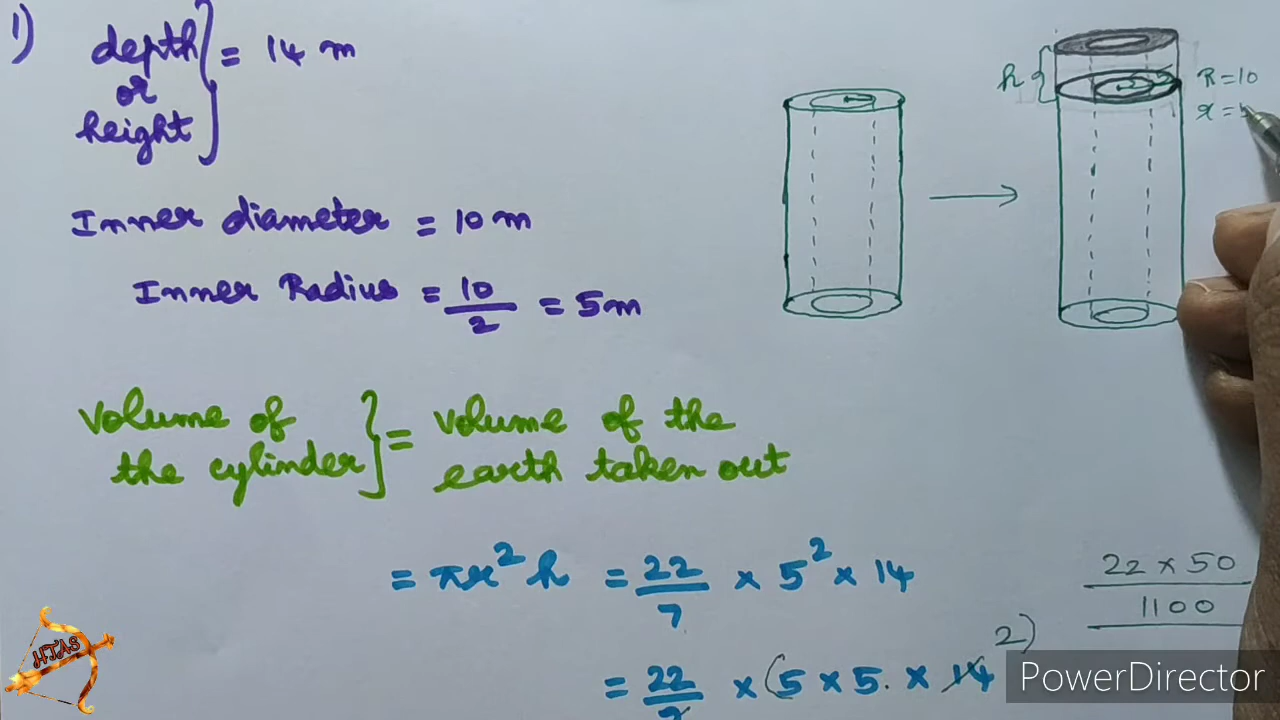 1)
depth
or
height
= 14 m
Inner diameter = 10 m
Inner Radius = 10/2 = 5m
Volume of
the cylinder
= volume of the
earth taken out
= πr²h = 22/7 × 5² × 14
= 22/7 × (5 × 5 . × 14 2)
h
R = 10
r = 5
22 × 50
1100
HTAS
PowerDirector